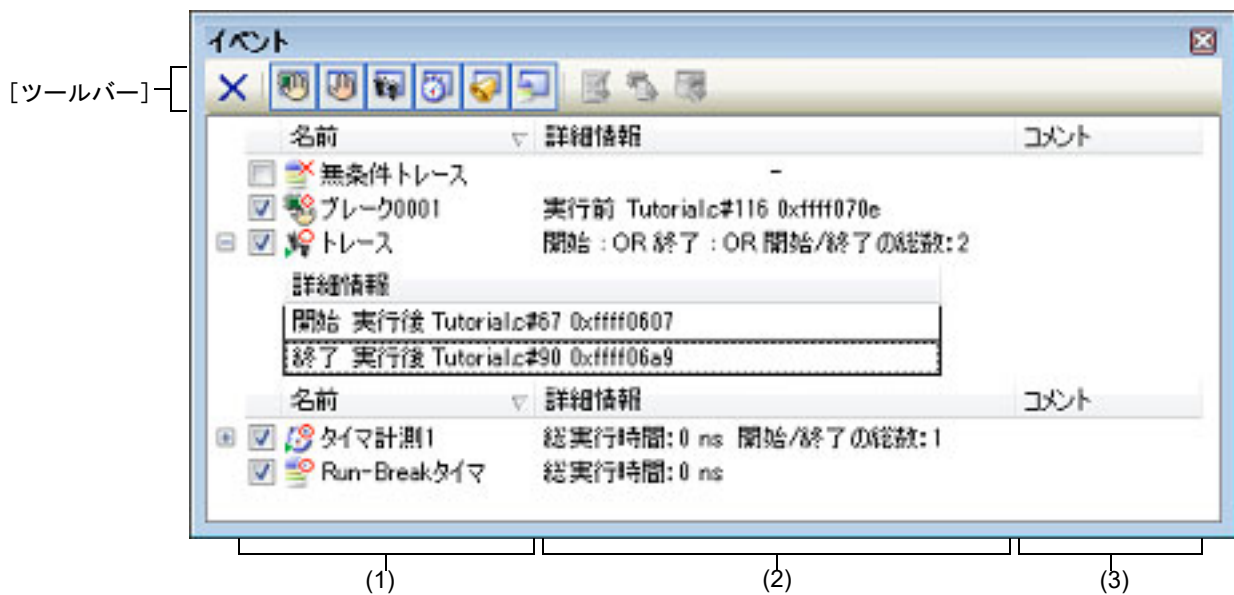 イベント
[ツールバー]
名前 詳細情報 コメント
無条件トレース -
ブレーク0001 実行前 Tutorial.c#116 0xffff070e
トレース 開始 : OR 終了 : OR 開始/終了の総数: 2
詳細情報
開始 実行後 Tutorial.c#67 0xffff0607
終了 実行後 Tutorial.c#90 0xffff06a9
名前 詳細情報 コメント
タイマ計測1 総実行時間: 0 ns 開始/終了の総数: 1
Run-Breakタイマ 総実行時間: 0 ns
(1) (2) (3)